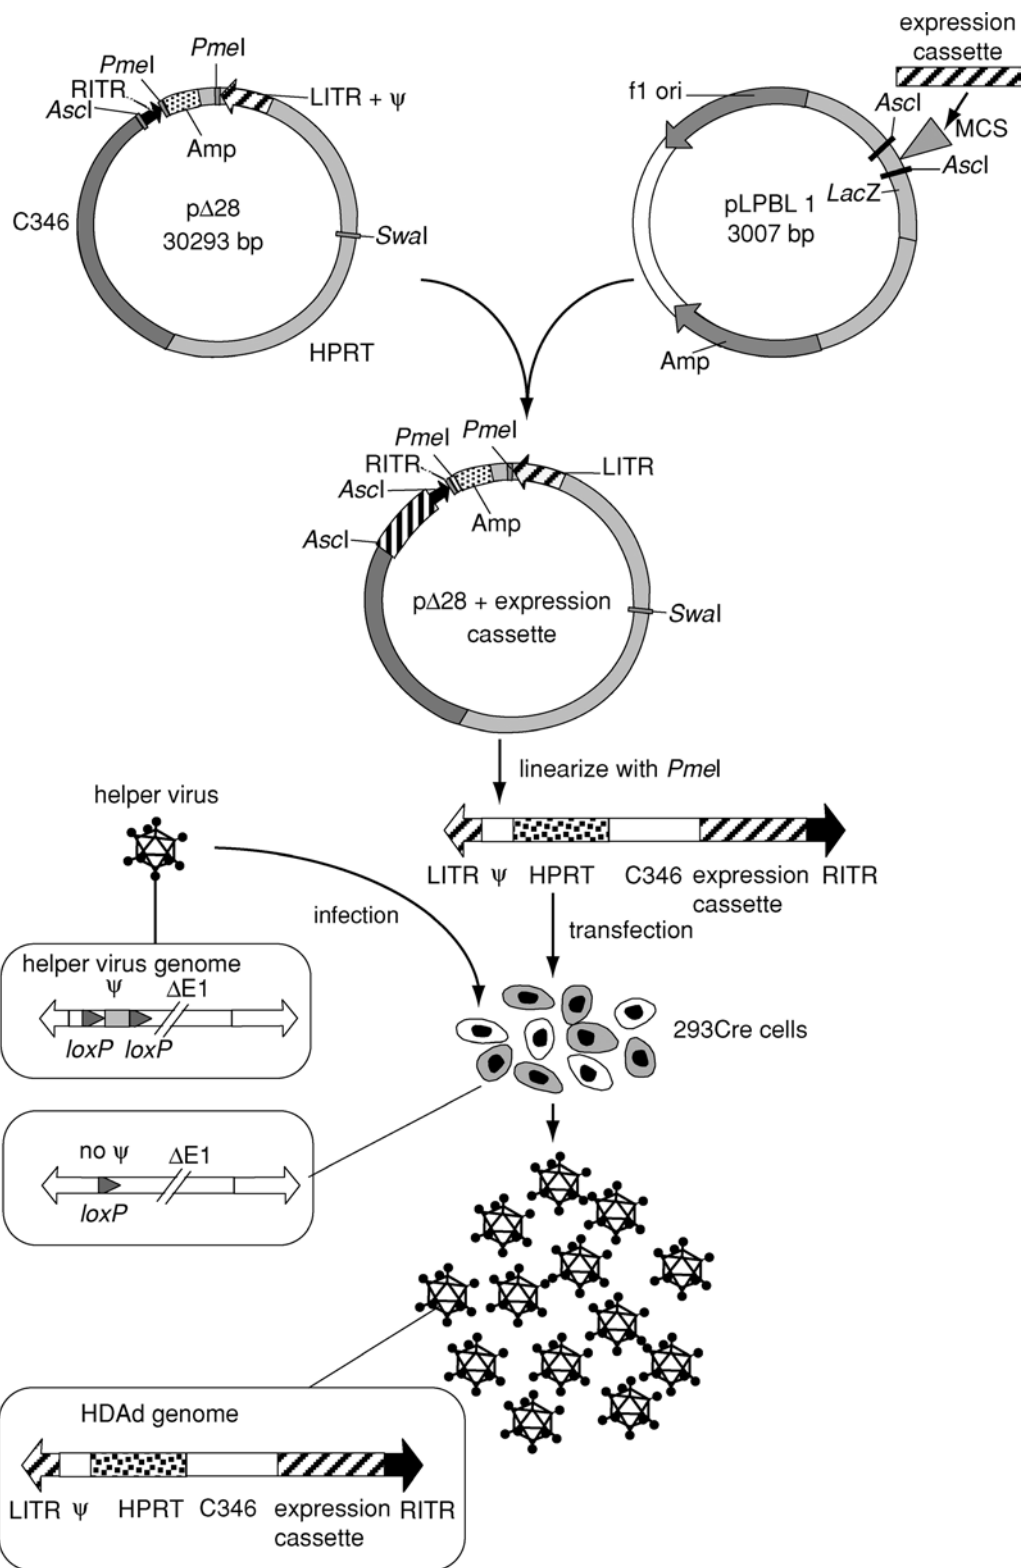 PmeI
PmeI
RITR
AscI
LITR + ψ
Amp
C346
pΔ28
30293 bp
SwaI
HPRT
expression
cassette
f1 ori
AscI
MCS
AscI
LacZ
pLPBL 1
3007 bp
Amp
PmeI
PmeI
RITR
LITR
AscI
Amp
AscI
pΔ28 + expression
cassette
SwaI
linearize with PmeI
helper virus
LITR ψ HPRT C346 expression RITR
cassette
infection
transfection
helper virus genome
ψ ΔE1
loxP loxP
293Cre cells
no ψ ΔE1
loxP
HDAd genome
LITR ψ HPRT C346 expression RITR
cassette